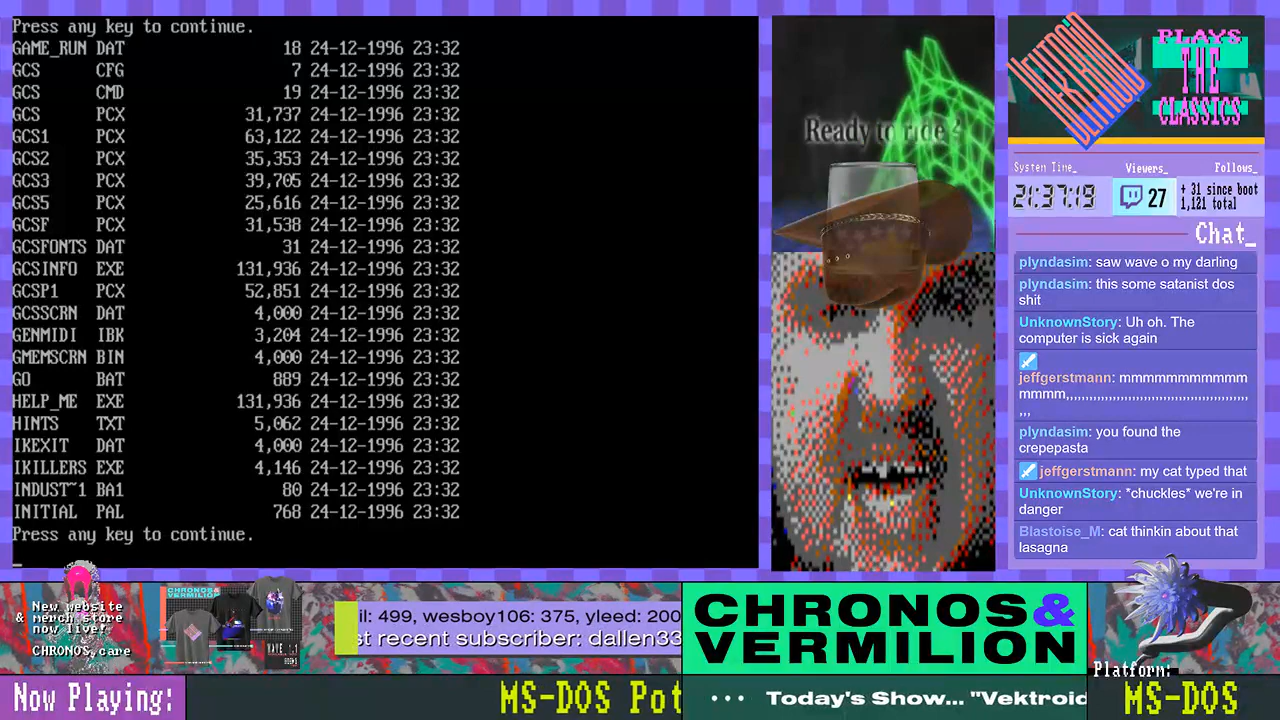 Press any key to continue.
GAME_RUN DAT 18 24-12-1996 23:32
GCS CFG 7 24-12-1996 23:32
GCS CMD 19 24-12-1996 23:32
GCS PCX 31,737 24-12-1996 23:32
GCS1 PCX 63,122 24-12-1996 23:32
GCS2 PCX 35,353 24-12-1996 23:32
GCS3 PCX 39,705 24-12-1996 23:32
GCS5 PCX 25,616 24-12-1996 23:32
GCSF PCX 31,538 24-12-1996 23:32
GCSFONTS DAT 31 24-12-1996 23:32
GCSINFO EXE 131,936 24-12-1996 23:32
GCSP1 PCX 52,851 24-12-1996 23:32
GCSSCRN DAT 4,000 24-12-1996 23:32
GENMIDI IBK 3,204 24-12-1996 23:32
GMEMSCRN BIN 4,000 24-12-1996 23:32
GO BAT 889 24-12-1996 23:32
HELP_ME EXE 131,936 24-12-1996 23:32
HINTS TXT 5,062 24-12-1996 23:32
IKEXIT DAT 4,000 24-12-1996 23:32
IKILLERS EXE 4,146 24-12-1996 23:32
INDUST~1 BA1 80 24-12-1996 23:32
INITIAL PAL 768 24-12-1996 23:32
Press any key to continue.
Ready to ride ?
PLAYS
THE
CLASSICS
System Time_ Viewers_ Follows_
21:37:19 27 + 31 since boot
1,121 total
Chat_
plyndasim: saw wave o my darling
plyndasim: this some satanist dos
shit
UnknownStory: Uh oh. The
computer is sick again
jeffgerstmann: mmmmmmmmmmm
plyndasim: you found the
crepepasta
jeffgerstmann: my cat typed that
UnknownStory: *chuckles* we're in
danger
Blastoise_M: cat thinkin about that
lasagna
New website
& merch store
now live!
CHRONOS.care
CHRONOS&
il: 499, wesboy106: 375, yleed: 200
st recent subscriber: dallen33
CHRONOS&
VERMILION
Platform:
MS-DOS
Now Playing:
MS-DOS Pot
••• Today's Show... "Vektroid